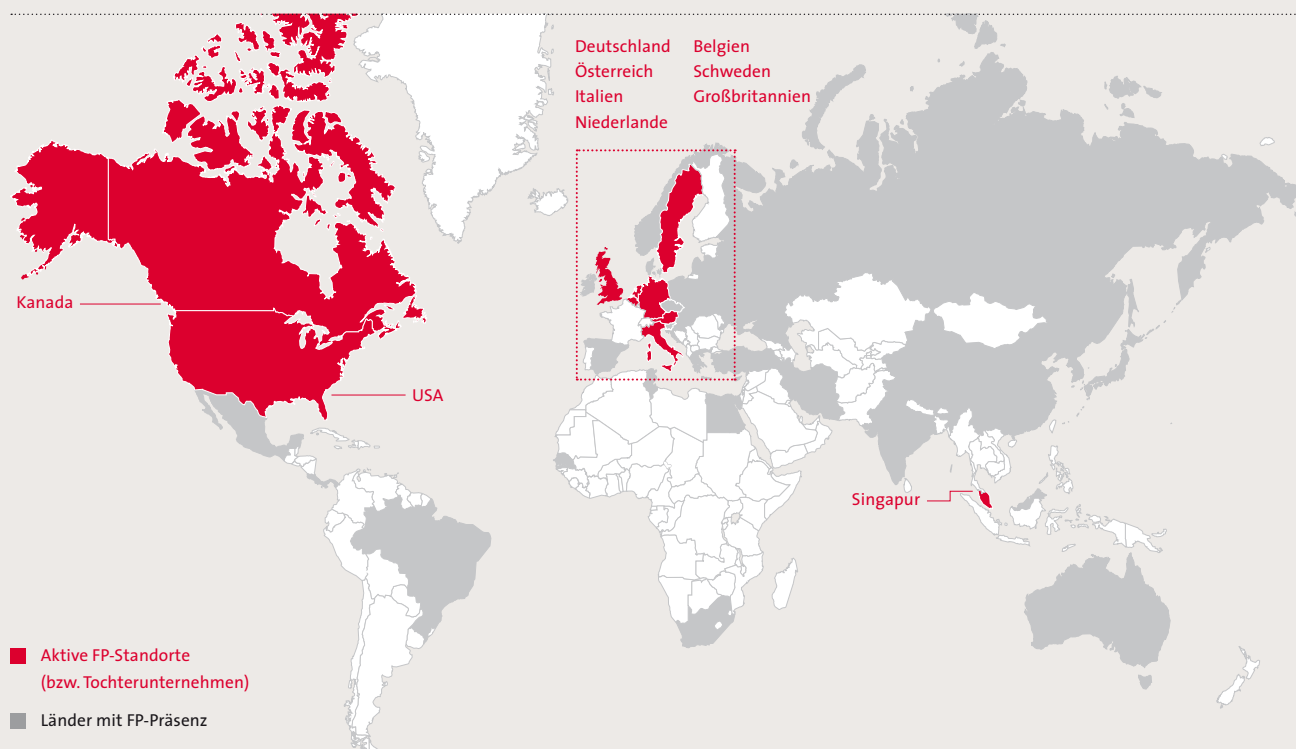 Deutschland
Österreich
Italien
Niederlande
Belgien
Schweden
Großbritannien
Kanada
USA
Singapur
Aktive FP-Standorte
(bzw. Tochterunternehmen)
Länder mit FP-Präsenz